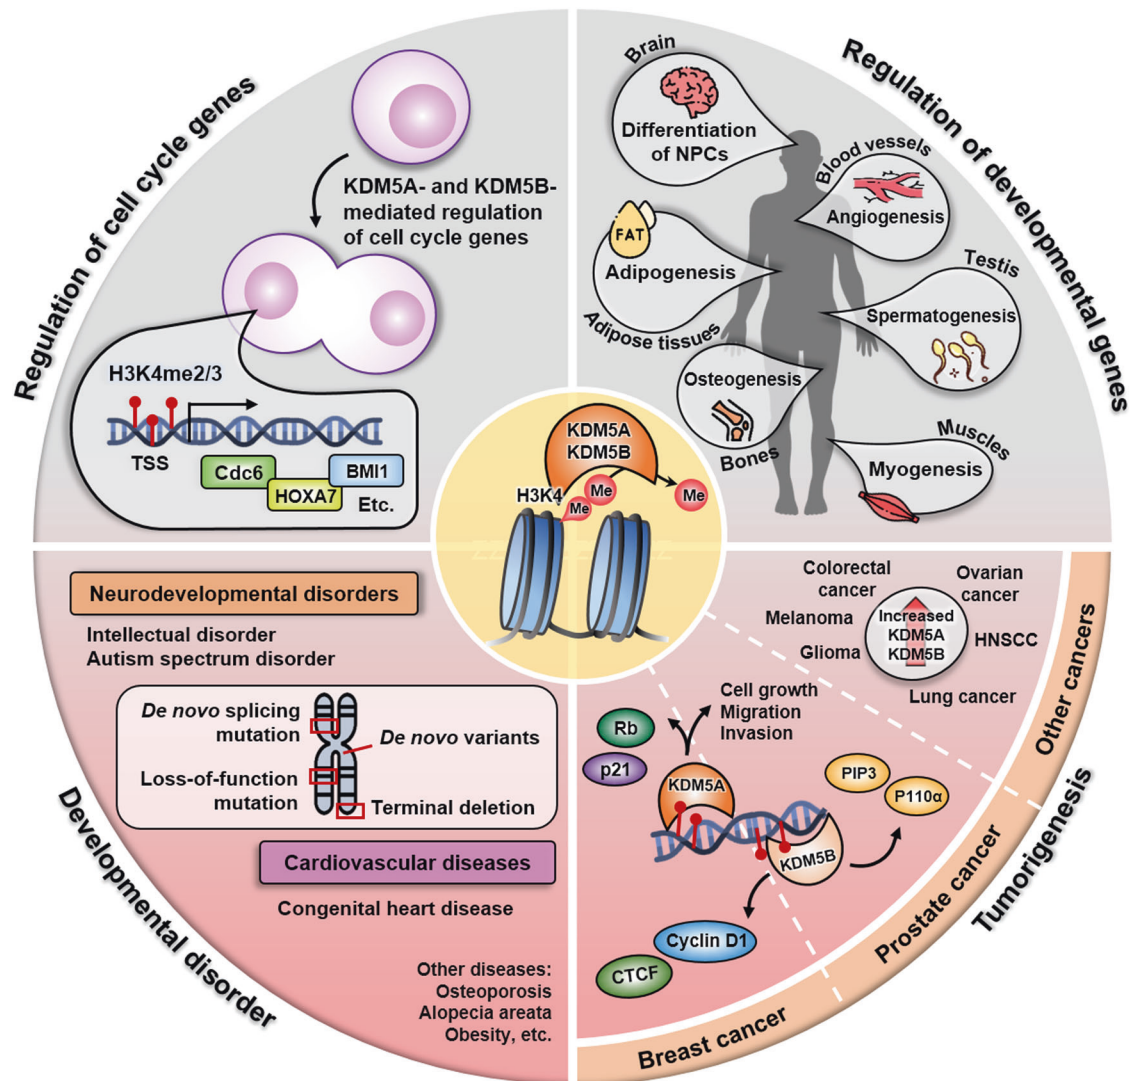 Regulation of cell cycle genes
KDM5A- and KDM5B-
mediated regulation
of cell cycle genes
H3K4me2/3
TSS
Cdc6
HOXA7
BMI1
Etc.
Regulation of developmental genes
Brain
Differentiation
of NPCs
Blood vessels
Angiogenesis
FAT
Adipogenesis
Adipose tissues
Testis
Spermatogenesis
Osteogenesis
Bones
Muscles
Myogenesis
KDM5A
KDM5B
H3K4
Me
Me
Me
Developmental disorder
Neurodevelopmental disorders
Intellectual disorder
Autism spectrum disorder
De novo splicing
mutation
De novo variants
Loss-of-function
mutation
Terminal deletion
Cardiovascular diseases
Congenital heart disease
Other diseases:
Osteoporosis
Alopecia areata
Obesity, etc.
Tumorigenesis
Other cancers
Colorectal
cancer
Ovarian
cancer
Melanoma
Increased
KDM5A
KDM5B
HNSCC
Glioma
Lung cancer
Cell growth
Migration
Invasion
Rb
p21
KDM5A
PIP3
P110α
KDM5B
Prostate cancer
Cyclin D1
CTCF
Breast cancer